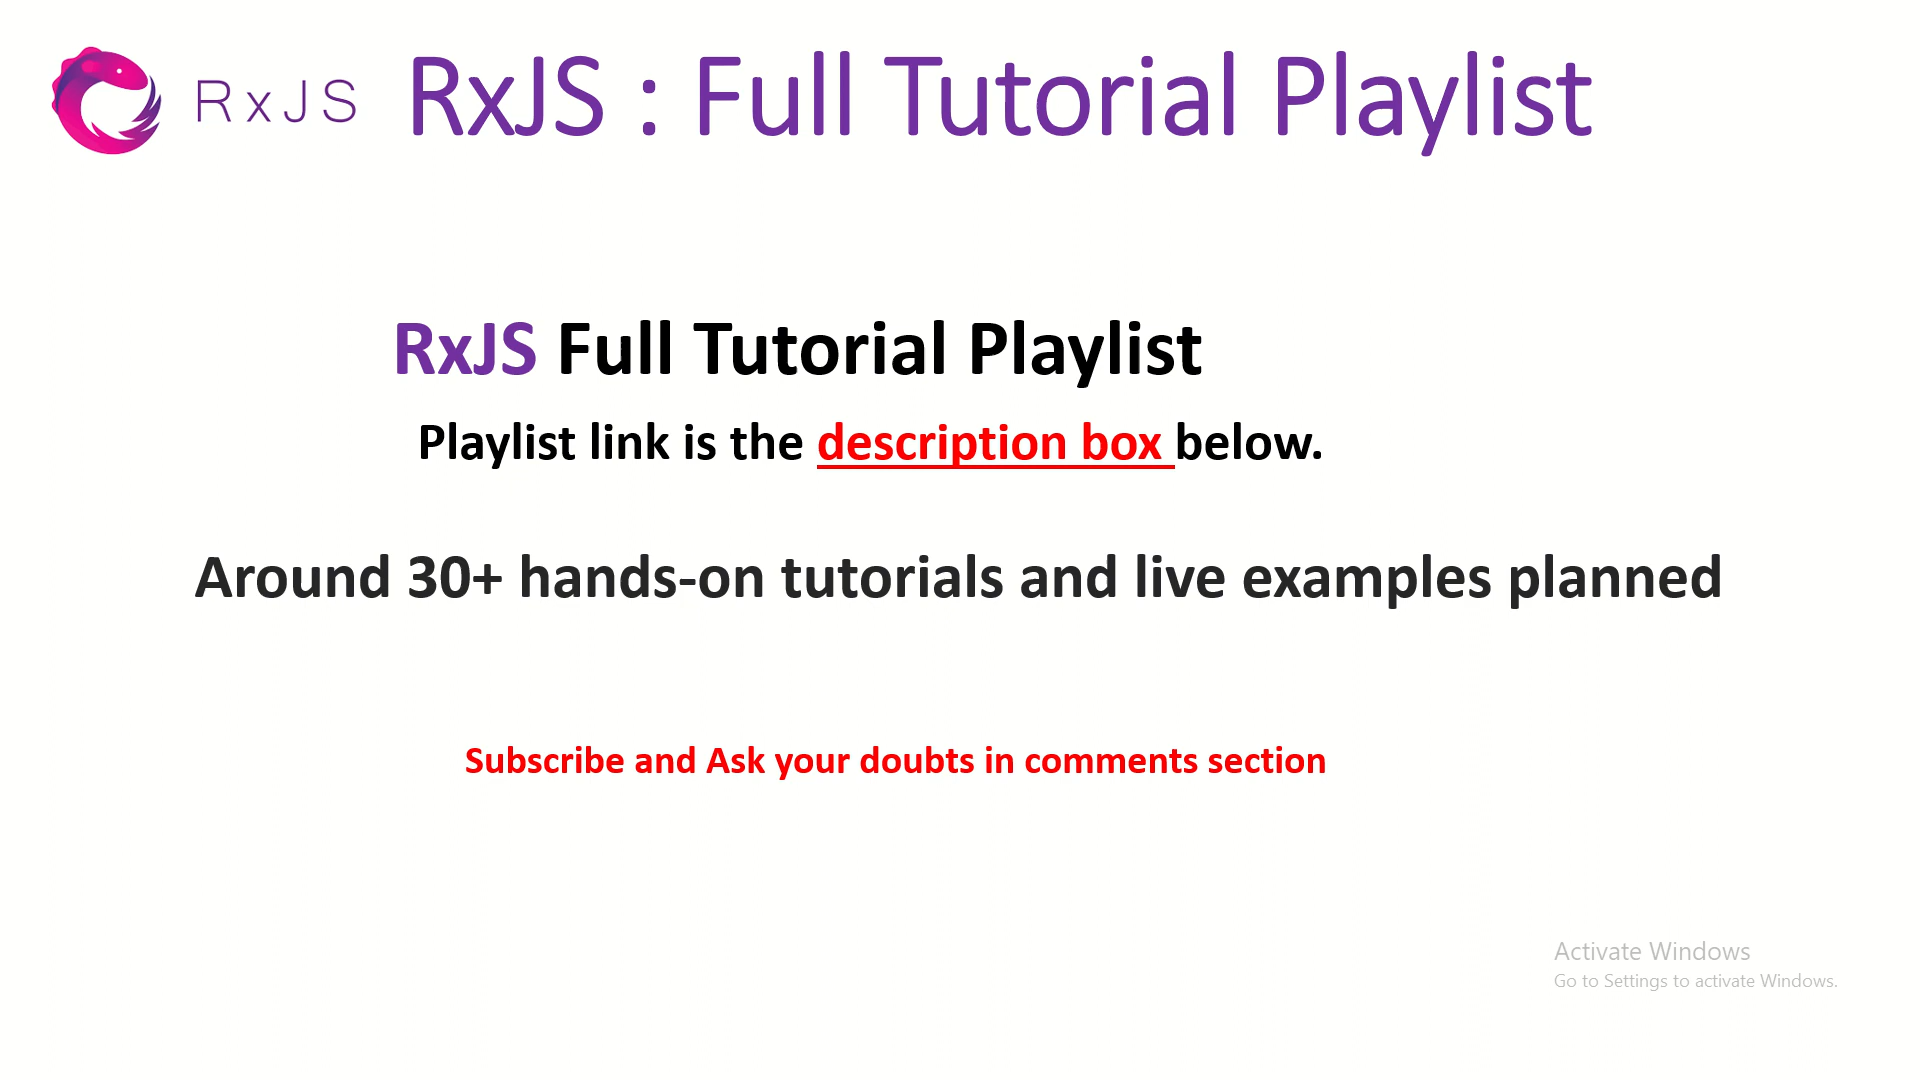 RxJS RxJS : Full Tutorial Playlist
RxJS Full Tutorial Playlist
Playlist link is the description box below.
Around 30+ hands-on tutorials and live examples planned
Subscribe and Ask your doubts in comments section
Activate Windows
Go to Settings to activate Windows.